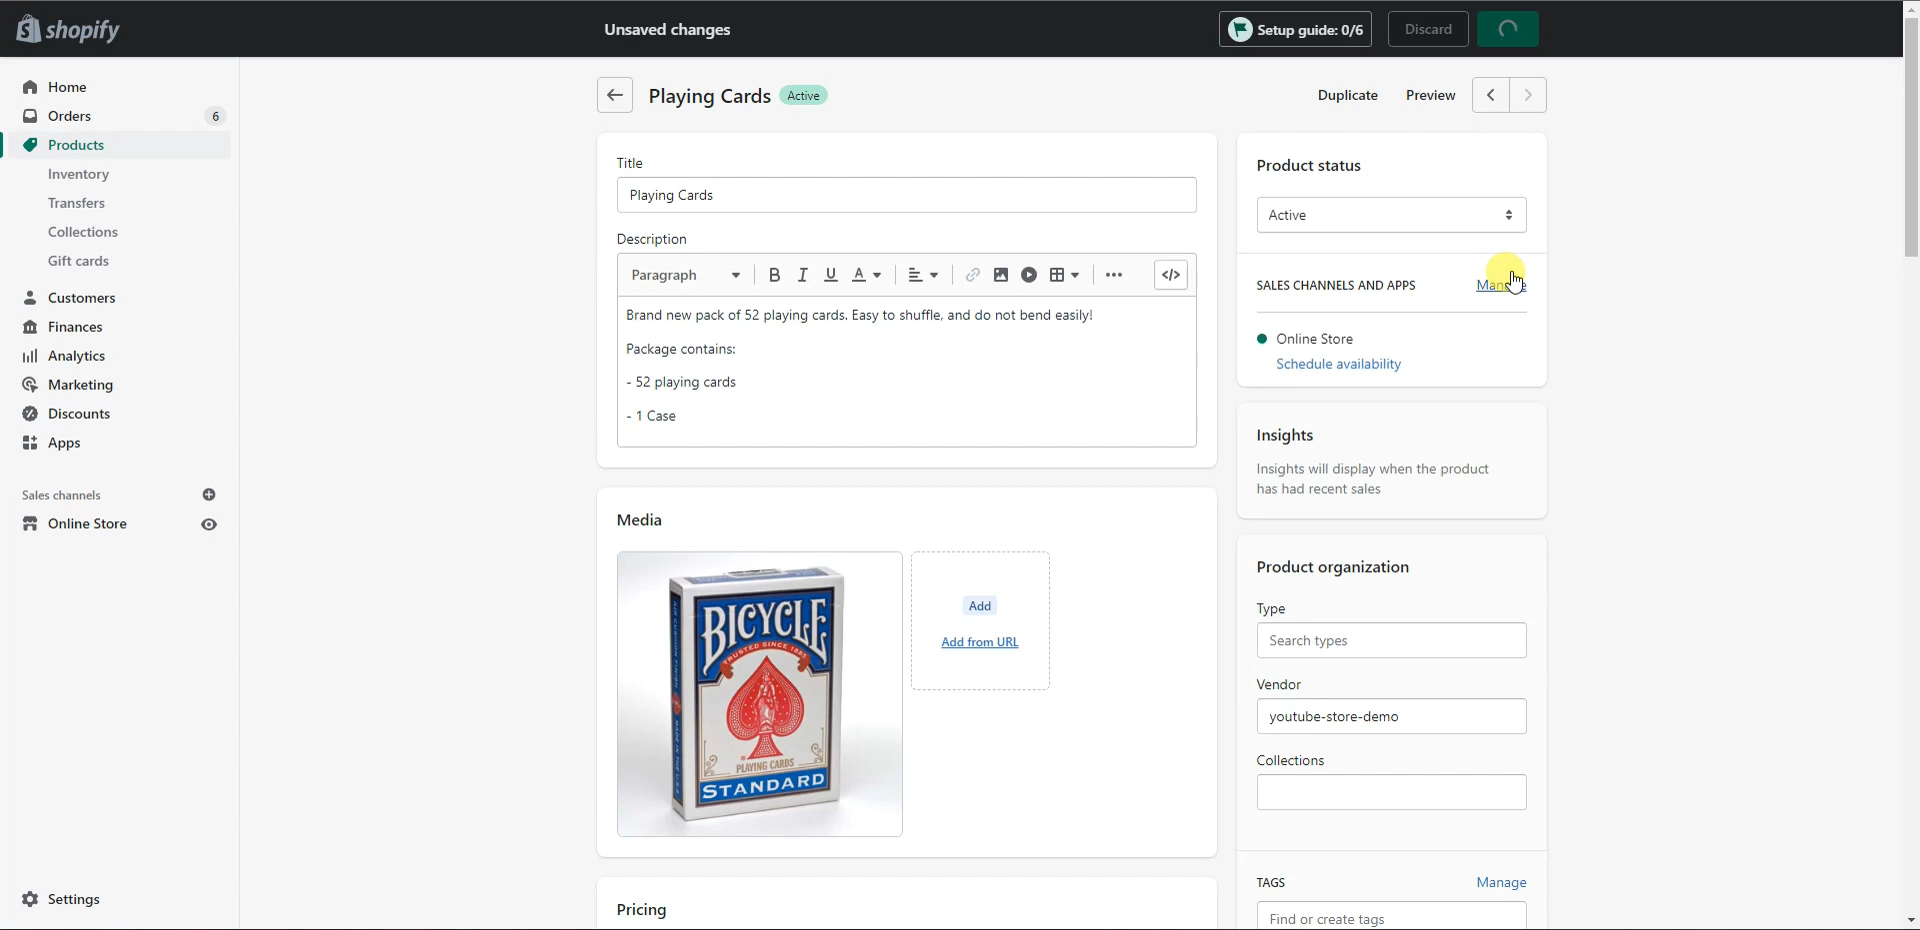 shopify
Unsaved changes
Setup guide: 0/6
Discard
Home
Orders
6
Products
Inventory
Transfers
Collections
Gift cards
Customers
Finances
Analytics
Marketing
Discounts
Apps
Sales channels
Online Store
Settings
Playing Cards
Active
Duplicate
Preview
Title
Playing Cards
Description
Paragraph
B I U A
</>
Brand new pack of 52 playing cards. Easy to shuffle, and do not bend easily!
Package contains:
- 52 playing cards
- 1 Case
Media
BICYCLE
TRUSTED SINCE 1885
PLAYING CARDS
STANDARD
Add
Add from URL
Pricing
Product status
Active
SALES CHANNELS AND APPS
Manage
Online Store
Schedule availability
Insights
Insights will display when the product
has had recent sales
Product organization
Type
Search types
Vendor
youtube-store-demo
Collections
TAGS
Manage
Find or create tags